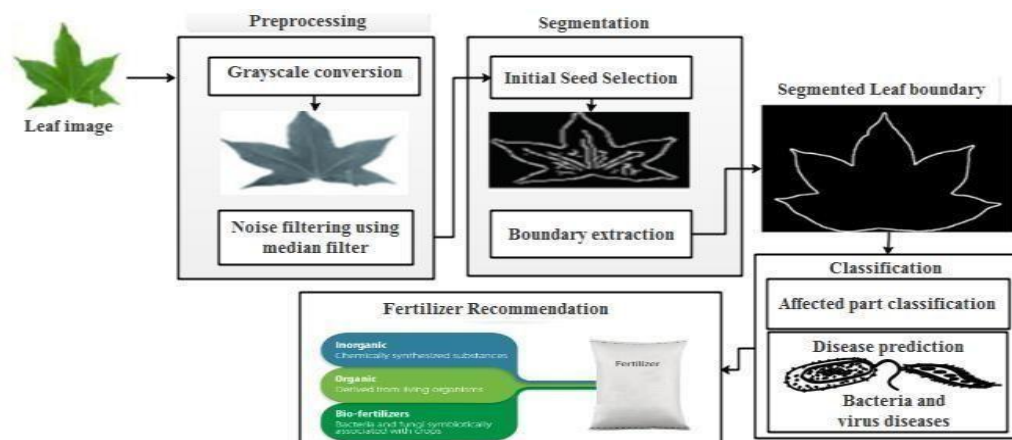 Leaf image
Preprocessing
Grayscale conversion
Noise filtering using
median filter
Segmentation
Initial Seed Selection
Boundary extraction
Segmented Leaf boundary
Classification
Affected part classification
Disease prediction
Bacteria and
virus diseases
Fertilizer Recommendation
Inorganic
Chemically synthesized substances
Organic
Derived from living organisms
Bio-fertilizers
Bacteria and fungi symbiotically
associated with crops
Fertilizer